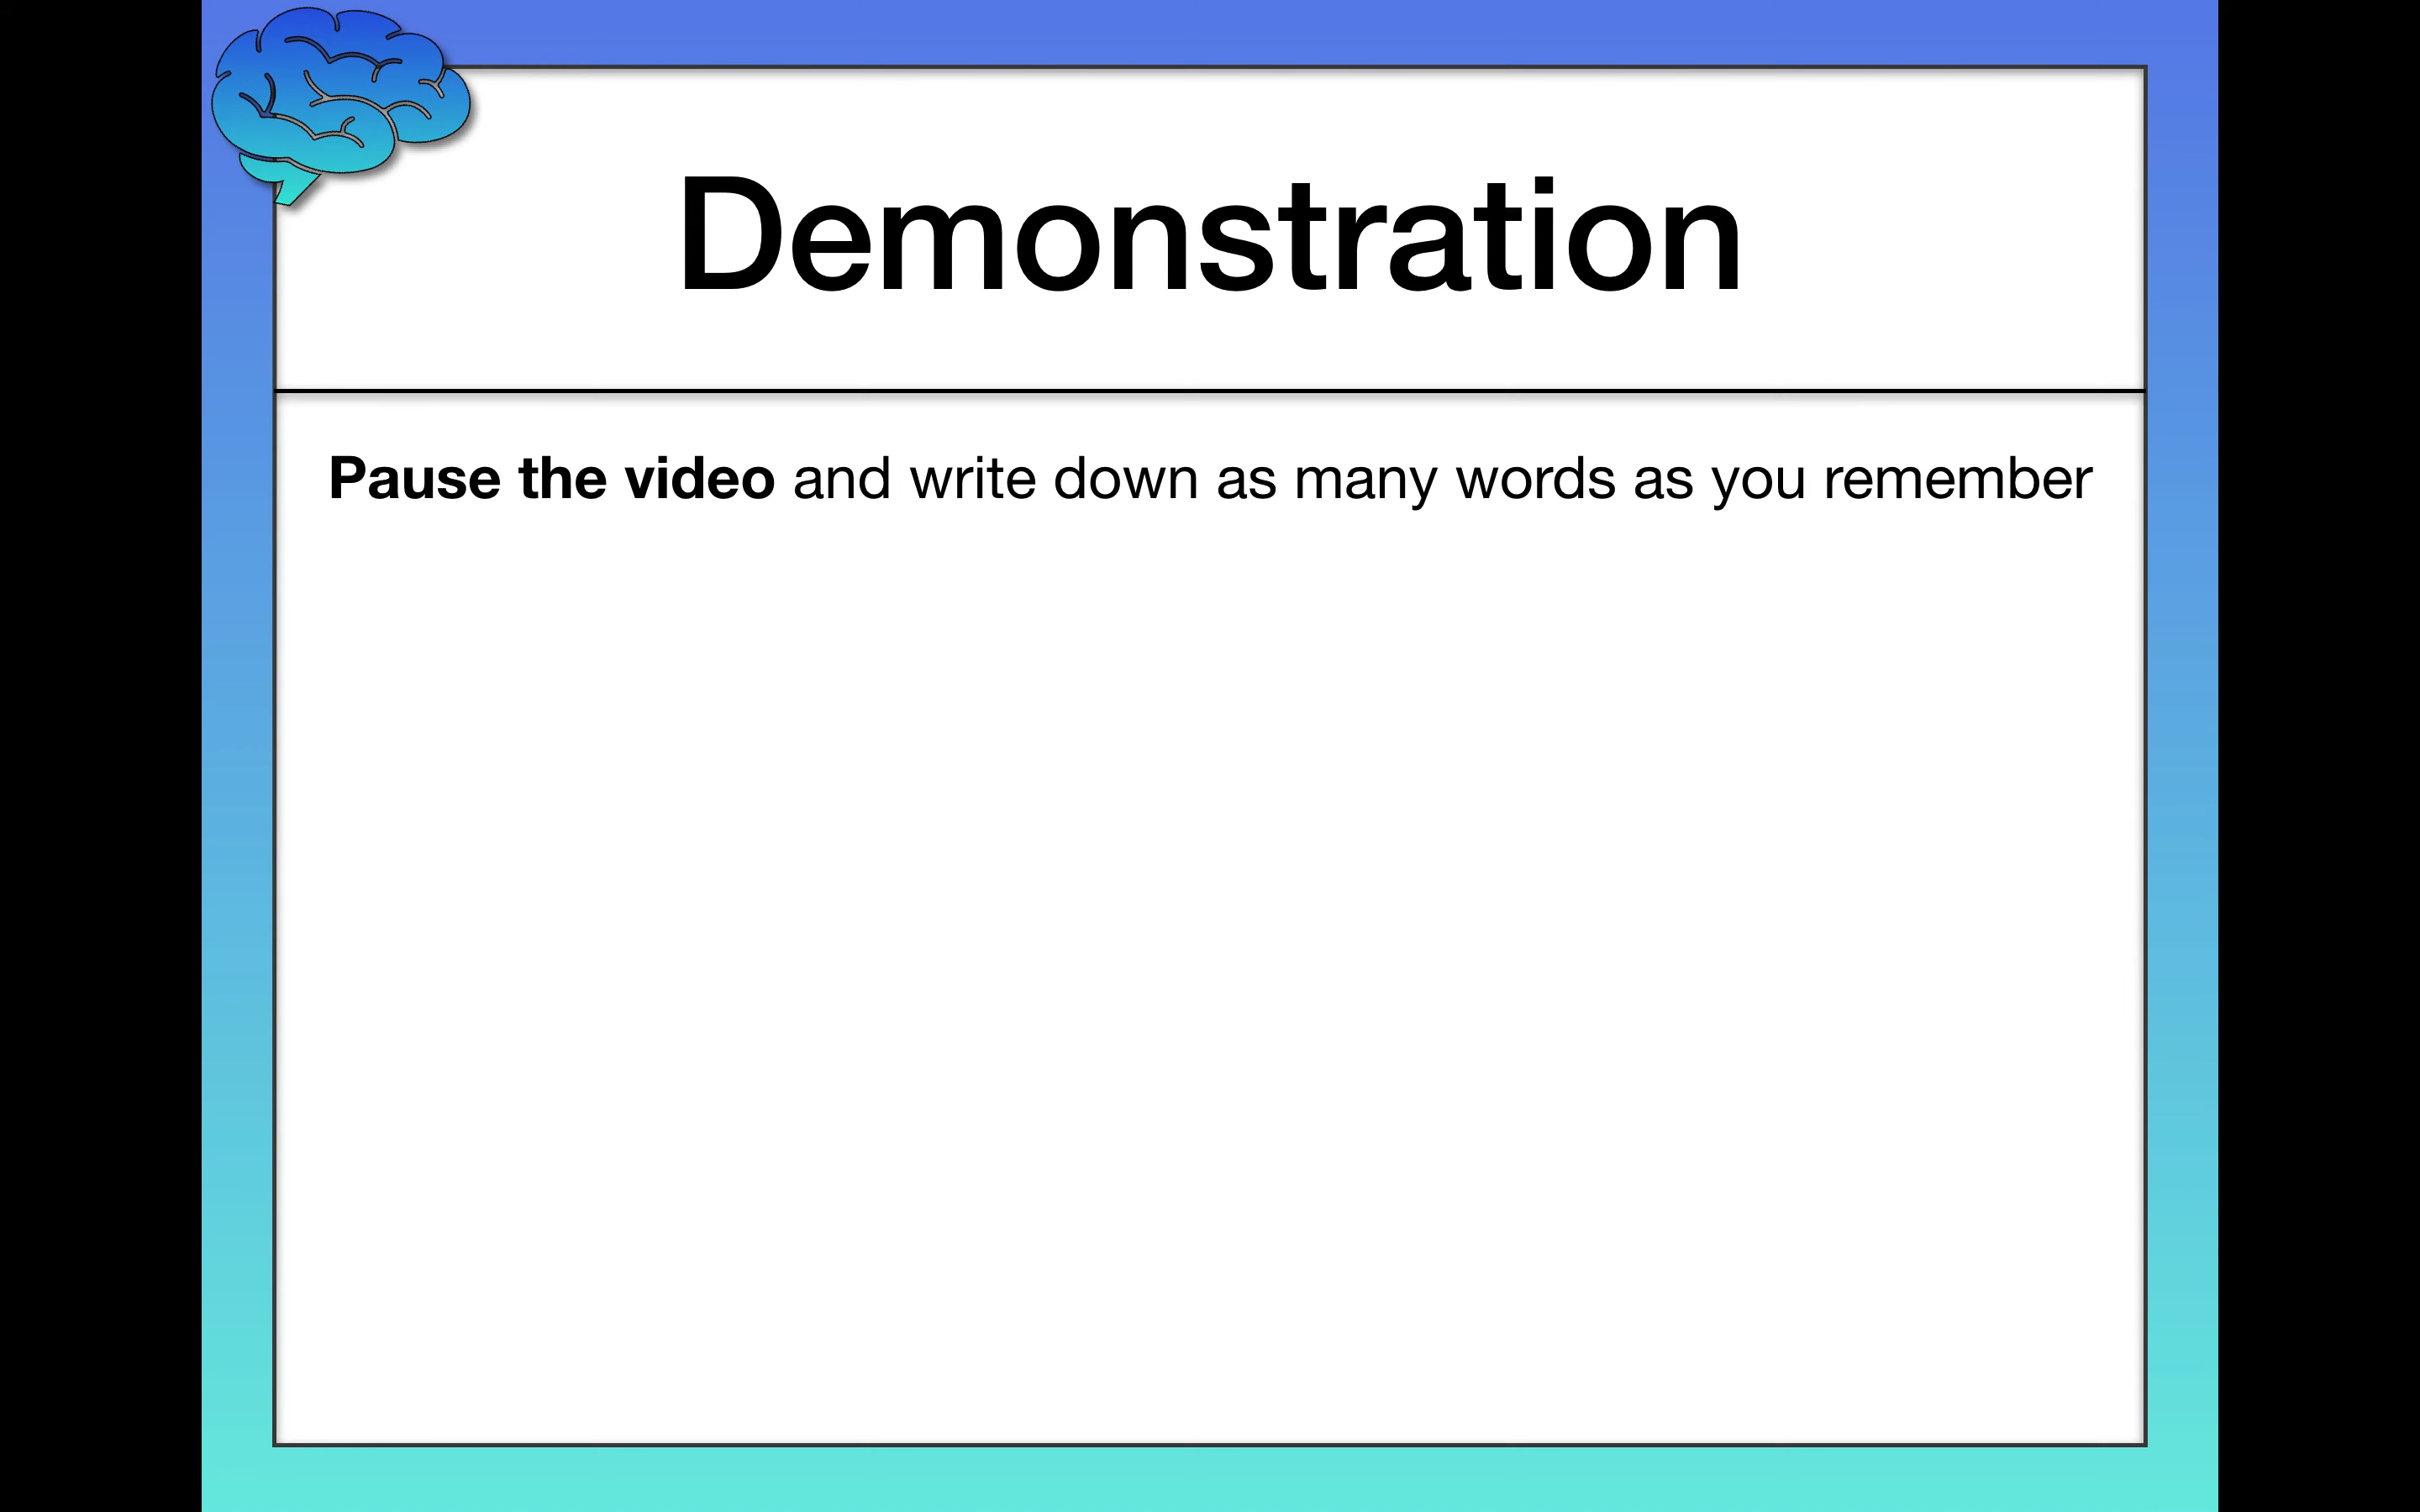 Demonstration
Pause the video and write down as many words as you remember